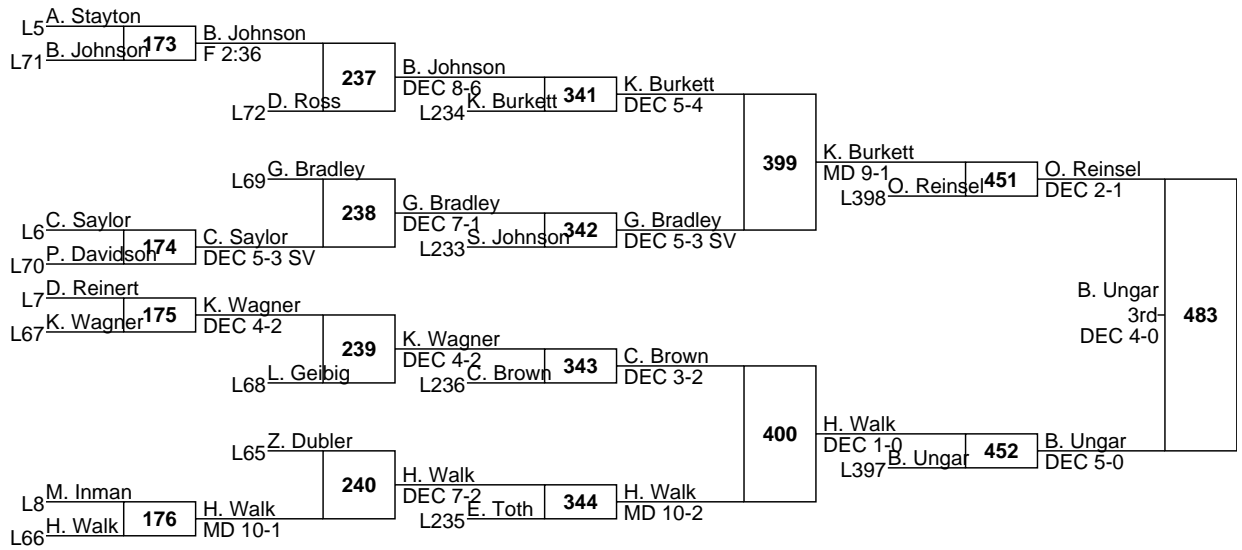 L5 A. Stayton
173
L71 B. Johnson
B. Johnson
F 2:36
237
L72 D. Ross
B. Johnson
DEC 8-6
341
L234 K. Burkett
K. Burkett
DEC 5-4
399
L69 G. Bradley
238
L6 C. Saylor
174
L70 P. Davidson
C. Saylor
DEC 5-3 SV
G. Bradley
DEC 7-1
342
L233 S. Johnson
G. Bradley
DEC 5-3 SV
K. Burkett
MD 9-1
451
L398 O. Reinsel
O. Reinsel
DEC 2-1
L7 D. Reinert
175
L67 K. Wagner
K. Wagner
DEC 4-2
239
L68 L. Geibig
K. Wagner
DEC 4-2
343
L236 C. Brown
C. Brown
DEC 3-2
400
L65 Z. Dubler
240
L8 M. Inman
176
L66 H. Walk
H. Walk
MD 10-1
H. Walk
DEC 7-2
344
L235 E. Toth
H. Walk
MD 10-2
H. Walk
DEC 1-0
452
L397 B. Ungar
B. Ungar
DEC 5-0
483
B. Ungar
3rd
DEC 4-0